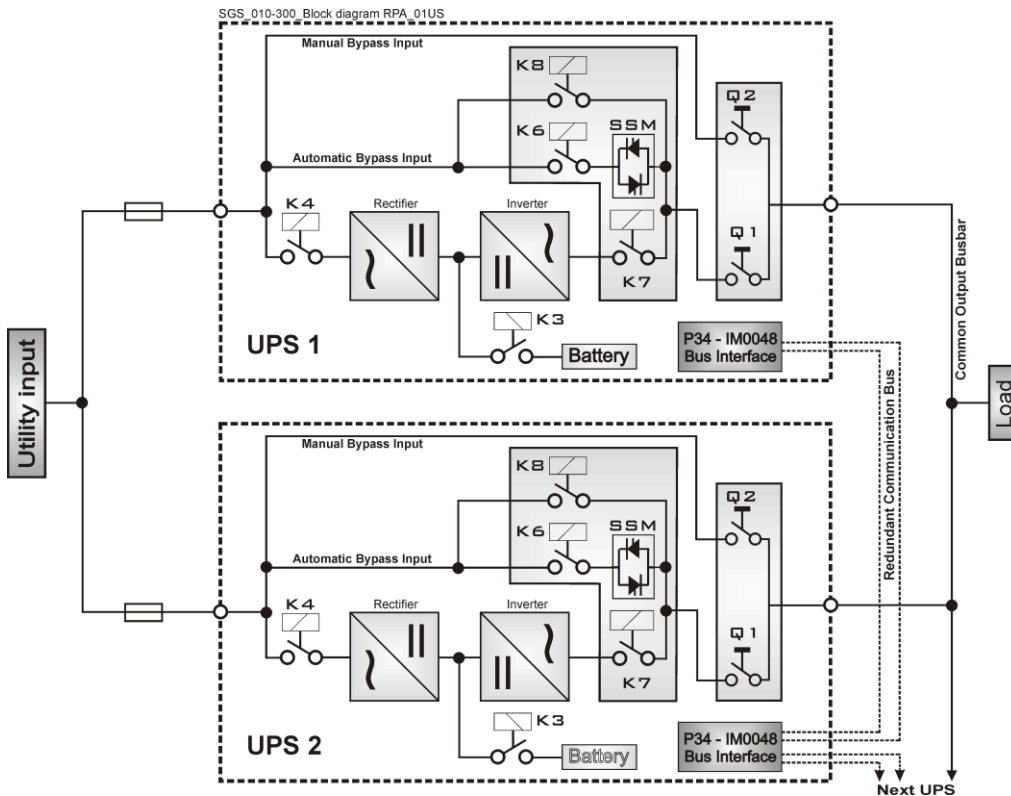 SGS_010-300_Block diagram RPA_01US
Manual Bypass Input
K8
Q2
K6
SSM
Automatic Bypass Input
K4
Rectifier
Inverter
Q1
K7
K3
UPS 1
Battery
P34 - IM0048
Bus Interface
Utility input
Common Output Busbar
Load
Redundant Communication Bus
Manual Bypass Input
K8
Q2
K6
SSM
Automatic Bypass Input
K4
Rectifier
Inverter
Q1
K7
K3
UPS 2
Battery
P34 - IM0048
Bus Interface
Next UPS